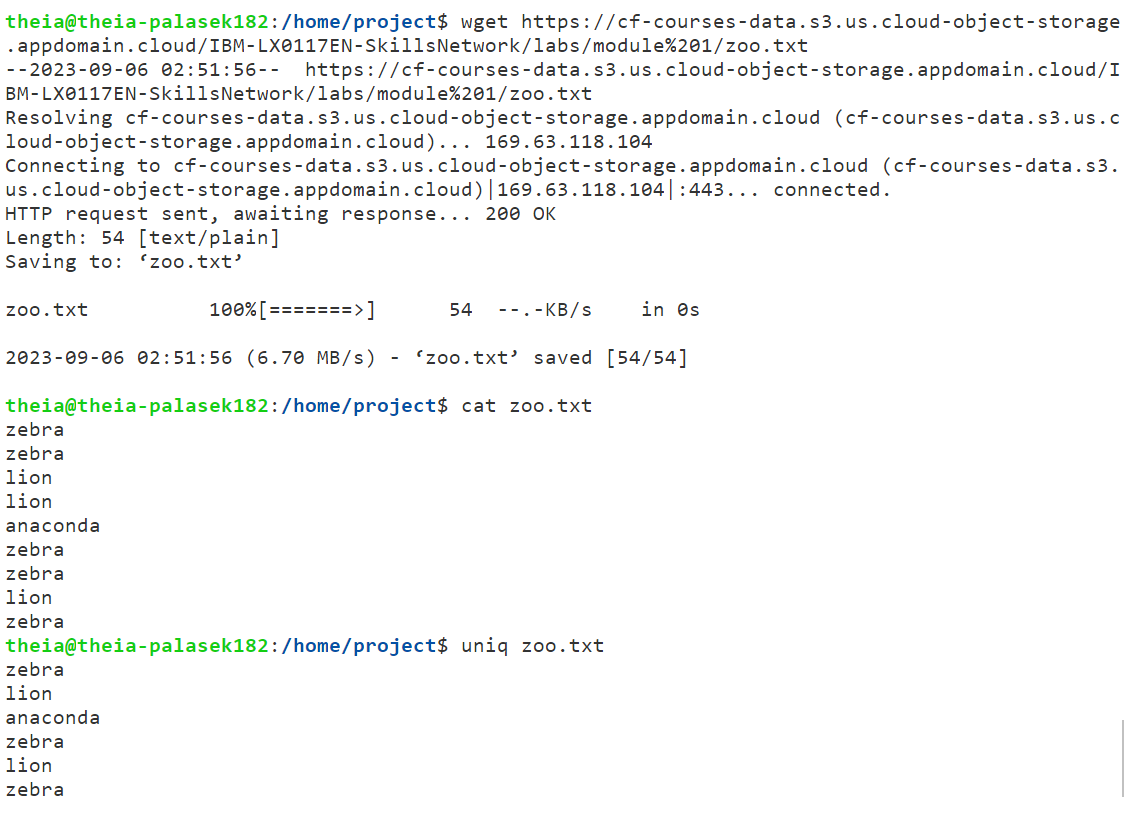 theia@theia-palasek182:/home/project$ wget https://cf-courses-data.s3.us.cloud-object-storage
.appdomain.cloud/IBM-LX0117EN-SkillsNetwork/labs/module%201/zoo.txt
--2023-09-06 02:51:56--  https://cf-courses-data.s3.us.cloud-object-storage.appdomain.cloud/I
BM-LX0117EN-SkillsNetwork/labs/module%201/zoo.txt
Resolving cf-courses-data.s3.us.cloud-object-storage.appdomain.cloud (cf-courses-data.s3.us.c
loud-object-storage.appdomain.cloud)... 169.63.118.104
Connecting to cf-courses-data.s3.us.cloud-object-storage.appdomain.cloud (cf-courses-data.s3.
us.cloud-object-storage.appdomain.cloud)|169.63.118.104|:443... connected.
HTTP request sent, awaiting response... 200 OK
Length: 54 [text/plain]
Saving to: ‘zoo.txt’
zoo.txt          100%[=======>]      54  --.-KB/s    in 0s
2023-09-06 02:51:56 (6.70 MB/s) - ‘zoo.txt’ saved [54/54]
theia@theia-palasek182:/home/project$ cat zoo.txt
zebra
zebra
lion
lion
anaconda
zebra
zebra
lion
zebra
theia@theia-palasek182:/home/project$ uniq zoo.txt
zebra
lion
anaconda
zebra
lion
zebra